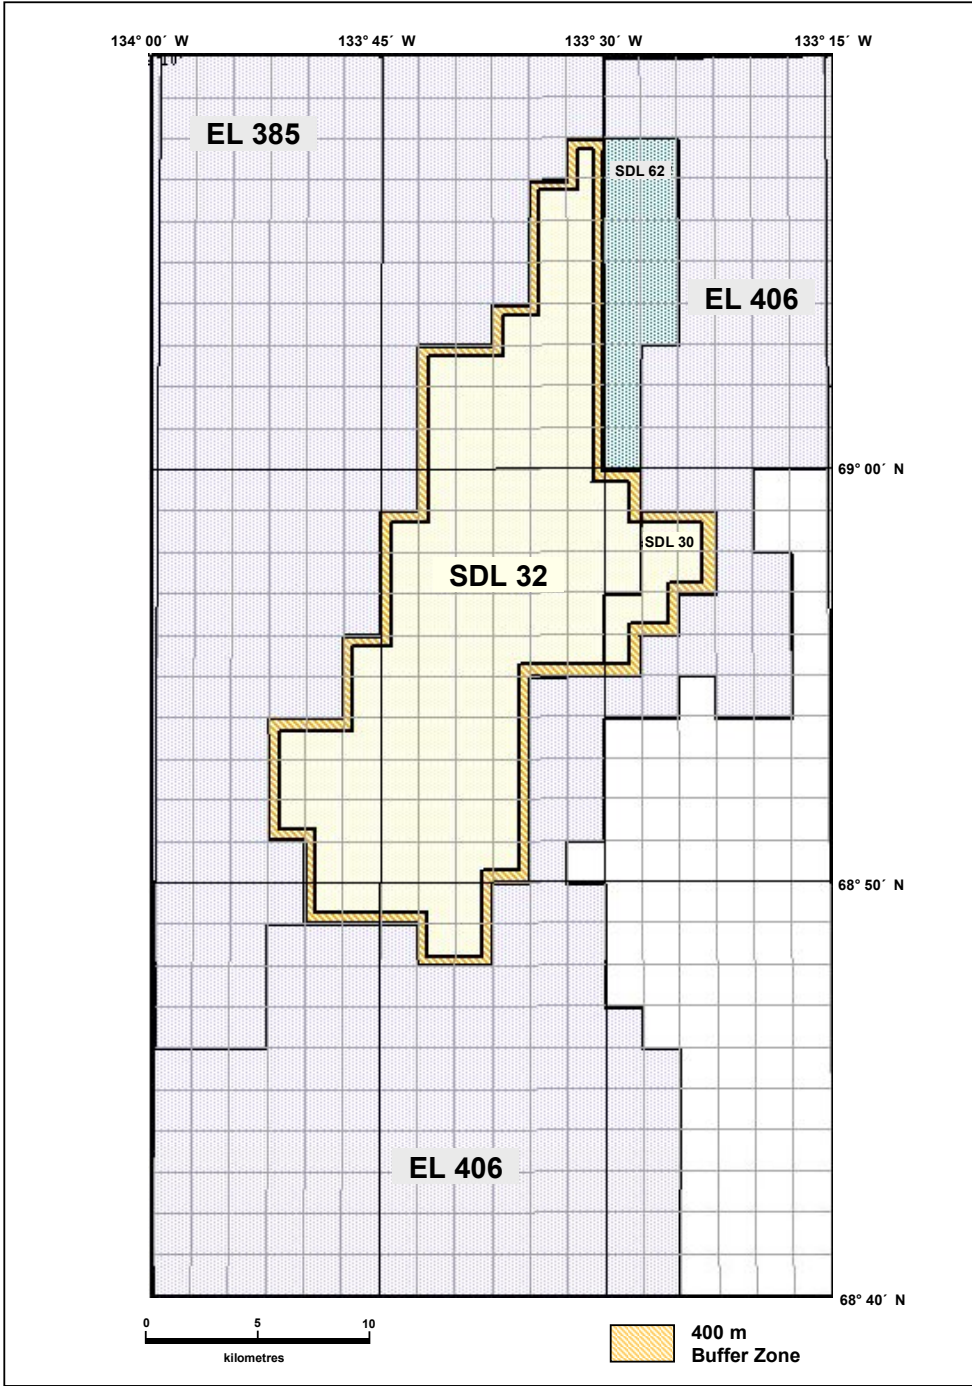 134° 00´ W 133° 45´ W 133° 30´ W 133° 15´ W
EL 385
SDL 62
EL 406
69° 00´ N
SDL 30
SDL 32
68° 50´ N
EL 406
68° 40´ N
0 5 10
kilometres
400 m
Buffer Zone